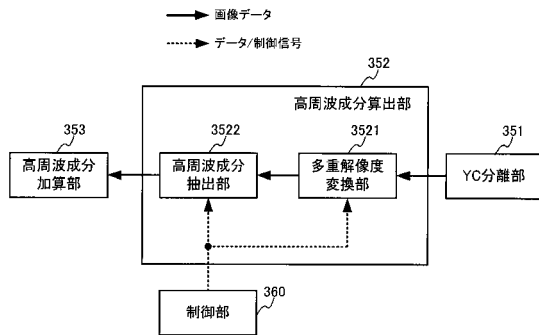 画像データ
データ/制御信号
352
高周波成分算出部
353
3522
3521
351
高周波成分
加算部
高周波成分
抽出部
多重解像度
変換部
YC分離部
制御部
360